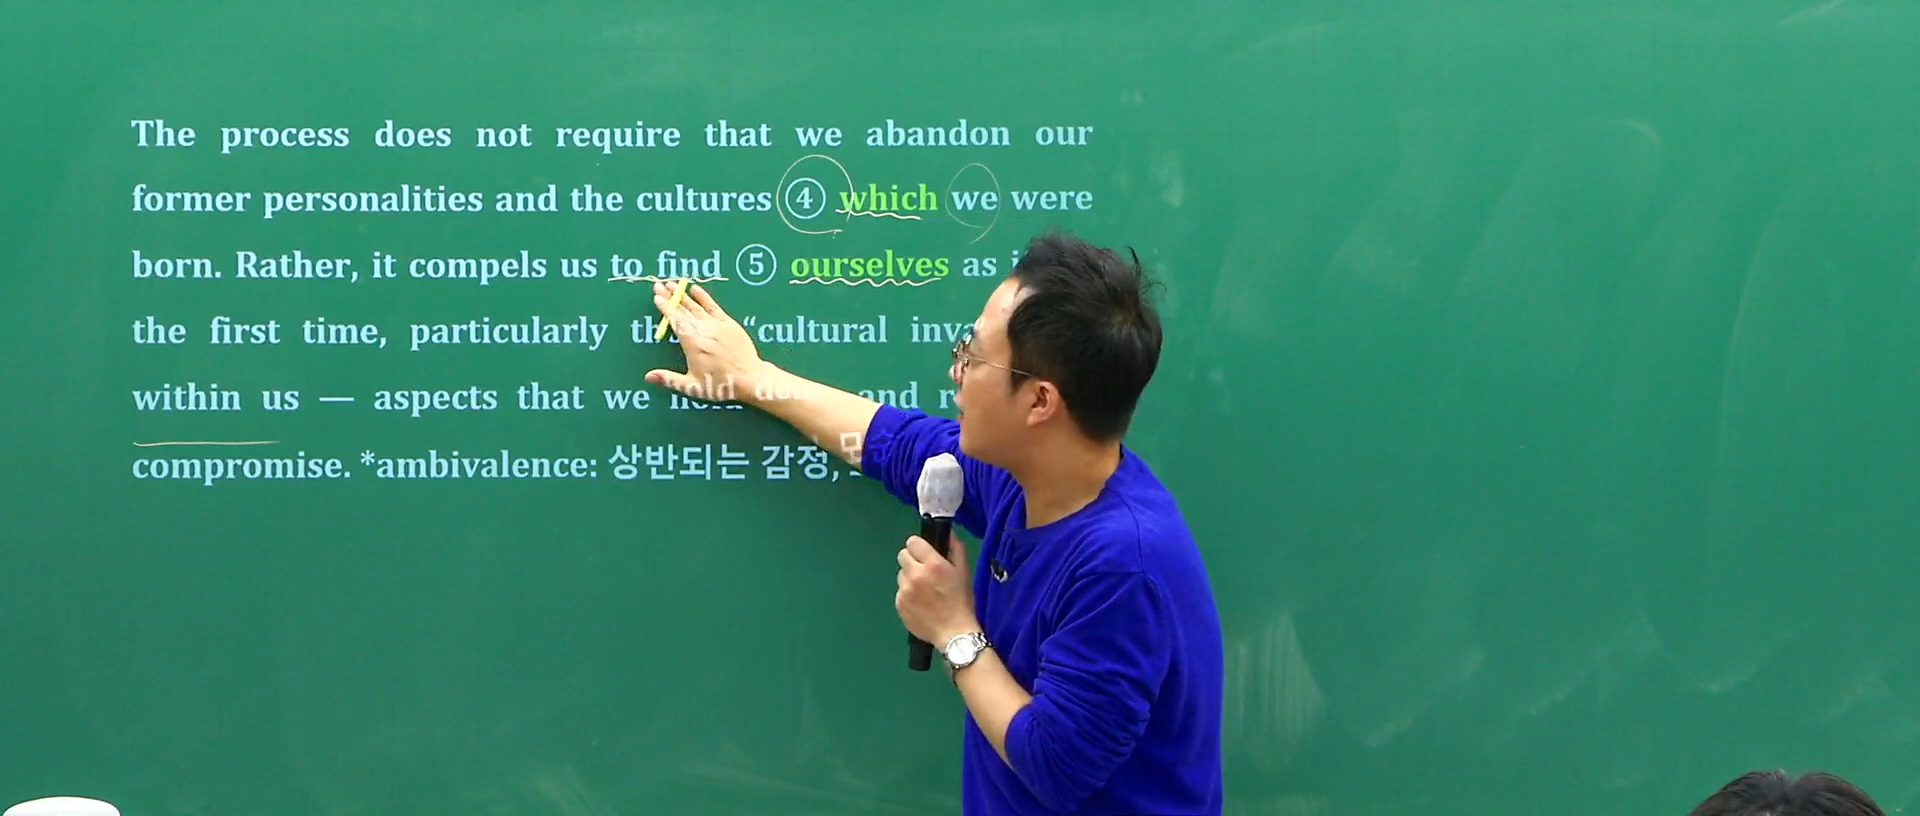 The process does not require that we abandon our
former personalities and the cultures ④ which we were
born. Rather, it compels us to find ⑤ ourselves as
the first time, particularly “cultural
within us — aspects that we hold and
compromise. *ambivalence: 상반되는 감정,